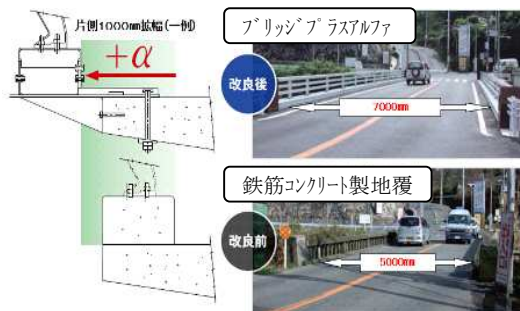 片側1000mm拡幅(一例)
+α
ブリッジプラスアルファ
改良後
7000mm
鉄筋コンクリート製地覆
改良前
5000mm